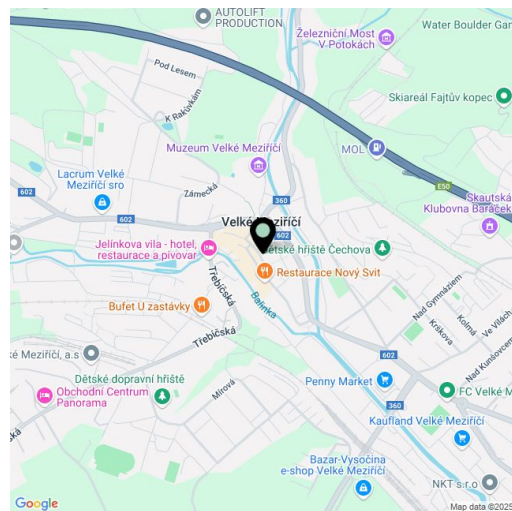 AUTOLIFT
PRODUCTION
Železniční Most
V Potokách
Water Boulder Gar
Pod Lesem
K Rakůvkám
Skiareál Fajtův kopec
Muzeum Velké Meziříčí
MOL
Lacrum Velké
Meziříčí sro
Zámecká
E50
Skautská
Klubovna Baráček
602
602
360
Velké Meziříčí
602
Jelínkova vila - hotel,
restaurace a pivovar
Dětské hřiště Čechova
Restaurace Nový Svit
Třebíčská
Balinka
Bufet U zastávky
Nad Gymnáziem
Krškova
Kolmá
Ve Vilách
Třebíčská
ké Meziříčí, a.s
602
Nad Kunšovcem
Dětské dopravní hřiště
Mírová
Penny Market
FC Velké M
Obchodní Centrum
Panorama
360
Kaufland Velké Meziříčí
Bazar-Vysočina
e-shop Velké Meziříčí
NKT s.r.o
Google
Map data ©2025